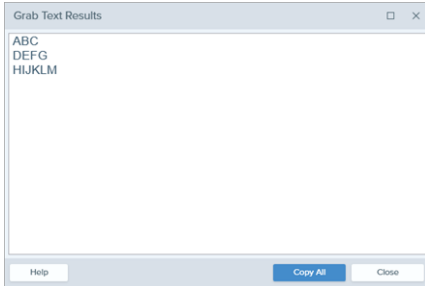 Grab Text Results
ABC
DEFG
HIJKLM
Help
Copy All
Close